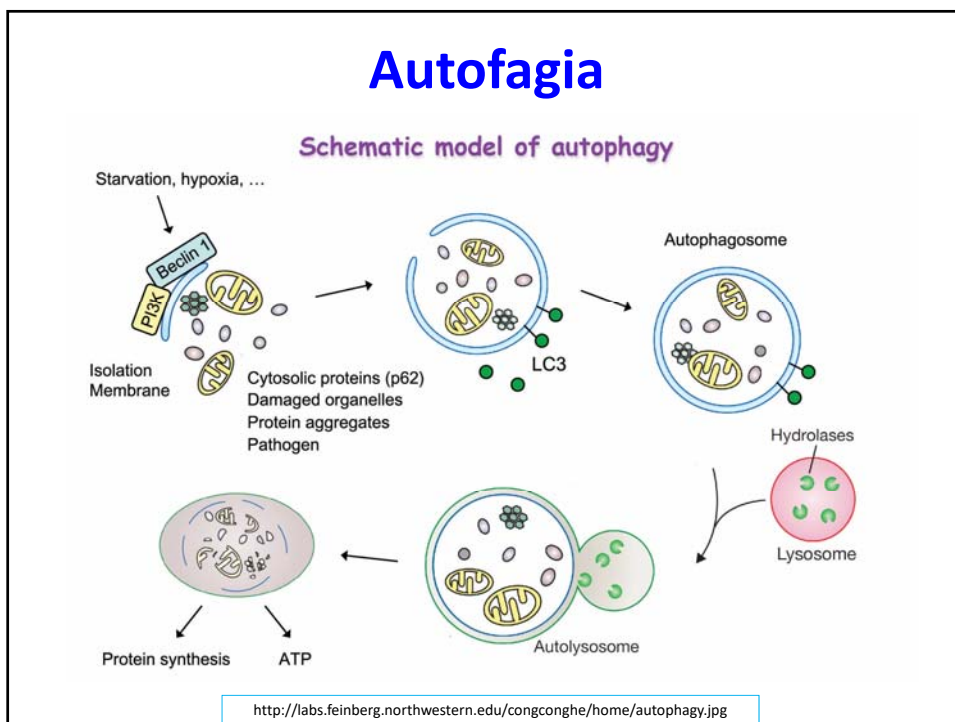 Autofagia
Schematic model of autophagy
Starvation, hypoxia, ...
Beclin 1
PI3K
Isolation
Membrane
Cytosolic proteins (p62)
Damaged organelles
Protein aggregates
Pathogen
LC3
Autophagosome
Hydrolases
Lysosome
Autolysosome
Protein synthesis
ATP
http://labs.feinberg.northwestern.edu/congconghe/home/autophagy.jpg